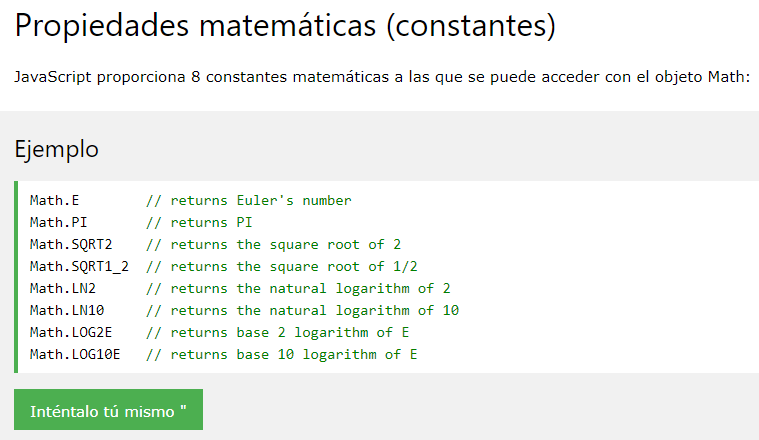 Propiedades matemáticas (constantes)
JavaScript proporciona 8 constantes matemáticas a las que se puede acceder con el objeto Math:
Ejemplo
Math.E // returns Euler's number
Math.PI // returns PI
Math.SQRT2 // returns the square root of 2
Math.SQRT1_2 // returns the square root of 1/2
Math.LN2 // returns the natural logarithm of 2
Math.LN10 // returns the natural logarithm of 10
Math.LOG2E // returns base 2 logarithm of E
Math.LOG10E // returns base 10 logarithm of E
Inténtalo tú mismo "